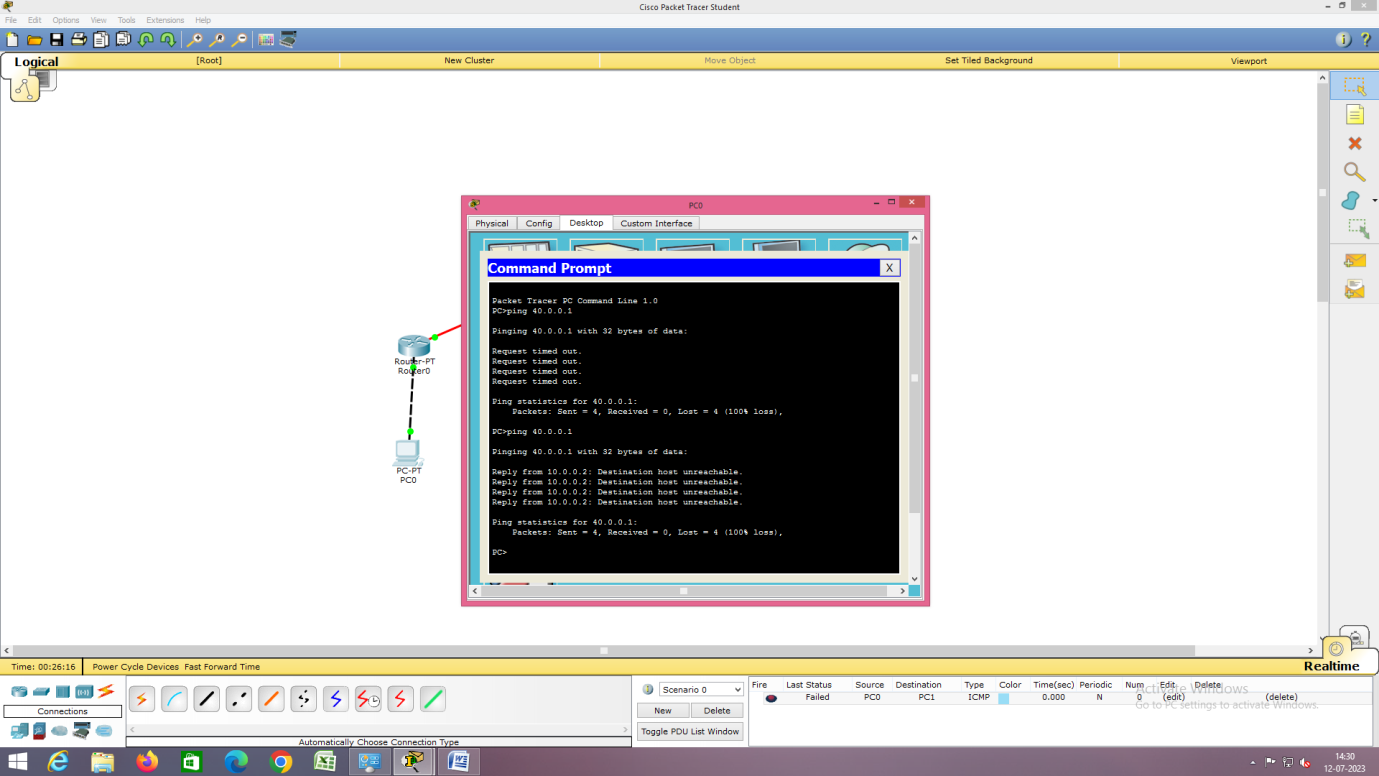 Cisco Packet Tracer Student
File Edit Options View Tools Extensions Help
Logical [Root] New Cluster Move Object Set Tiled Background Viewport
PC0
Physical Config Desktop Custom Interface
Command Prompt X
Packet Tracer PC Command Line 1.0
PC>ping 40.0.0.1
Pinging 40.0.0.1 with 32 bytes of data:
Request timed out.
Request timed out.
Request timed out.
Request timed out.
Ping statistics for 40.0.0.1:
Packets: Sent = 4, Received = 0, Lost = 4 (100% loss),
PC>ping 40.0.0.1
Pinging 40.0.0.1 with 32 bytes of data:
Reply from 10.0.0.2: Destination host unreachable.
Reply from 10.0.0.2: Destination host unreachable.
Reply from 10.0.0.2: Destination host unreachable.
Reply from 10.0.0.2: Destination host unreachable.
Ping statistics for 40.0.0.1:
Packets: Sent = 4, Received = 0, Lost = 4 (100% loss),
PC>
Router-PT
Router0
PC-PT
PC0
Time: 00:26:16 Power Cycle Devices Fast Forward Time Realtime
Connections
Automatically Choose Connection Type
Scenario 0
New Delete
Toggle PDU List Window
Fire Last Status Source Destination Type Color Time(sec) Periodic Num Edit Delete
Failed PC0 PC1 ICMP 0.000 N 0 (edit) (delete)
Activate Windows
Go to PC settings to activate Windows.
14:30
12-07-2023